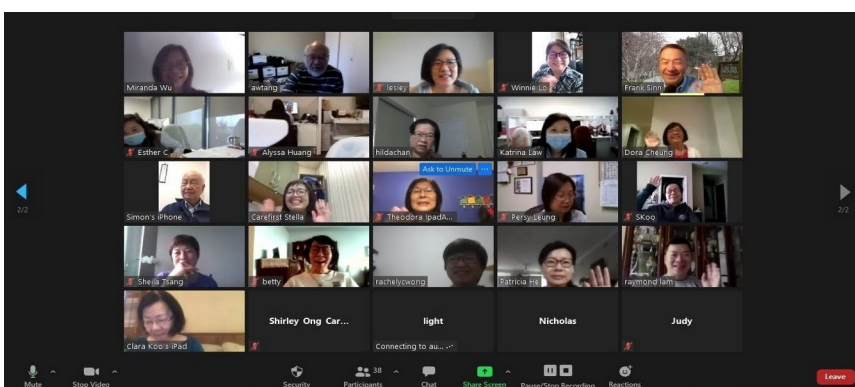 Miranda Wu
awtang
lesley
Winnie Lo
Frank Sinn
Esther C
Alyssa Huang
hildachan
Katrina Law
Dora Cheung
Ask to Unmute ...
Simon's iPhone
Carefirst Stella
Theodora IpadA...
Persy Leung
SKoo
2/2
2/2
Sheila Tsang
betty
rachelycwong
Patricia He
raymond lam
Clara Koo's iPad
Shirley Ong Car...
light
Connecting to au...
Nicholas
Judy
Mute
Stop Video
Security
Participants
38
Chat
Share Screen
Pause/Stop Recording
Reactions
Leave